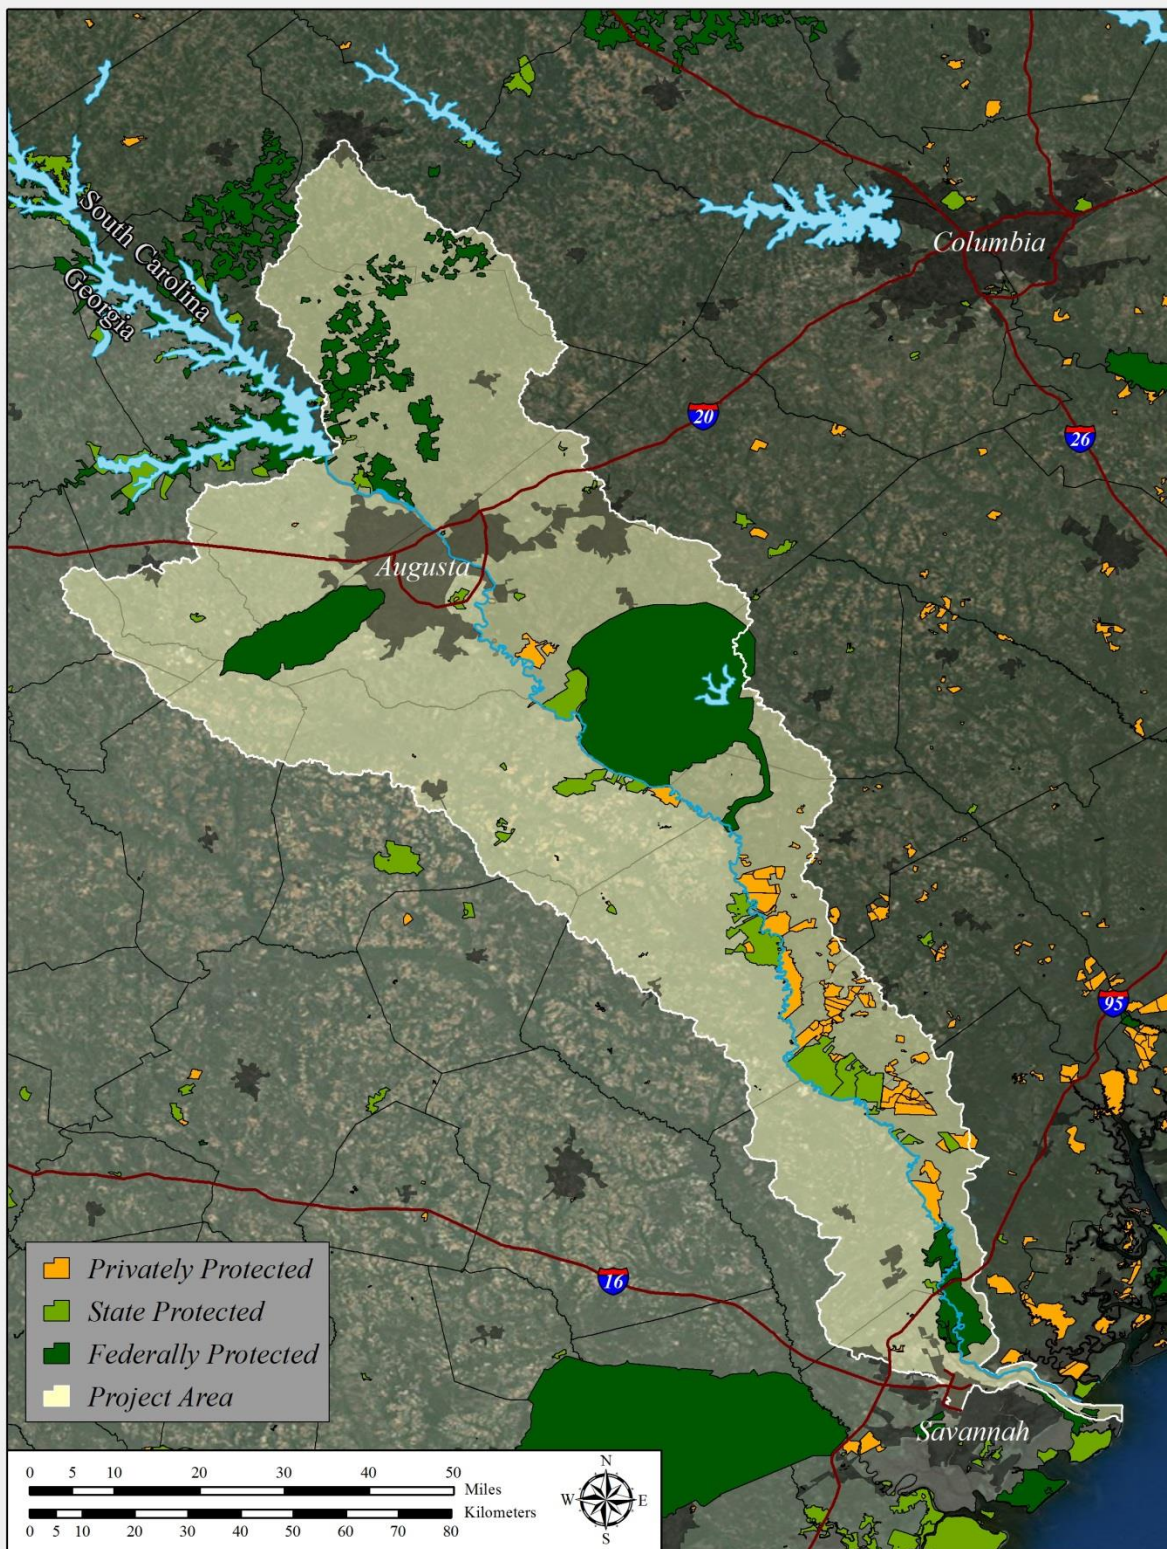 South Carolina
Georgia
Columbia
20
26
Augusta
95
16
Privately Protected
State Protected
Federally Protected
Project Area
Savannah
0 5 10 20 30 40 50
Miles
Kilometers
0 5 10 20 30 40 50 60 70 80
N
W E
S